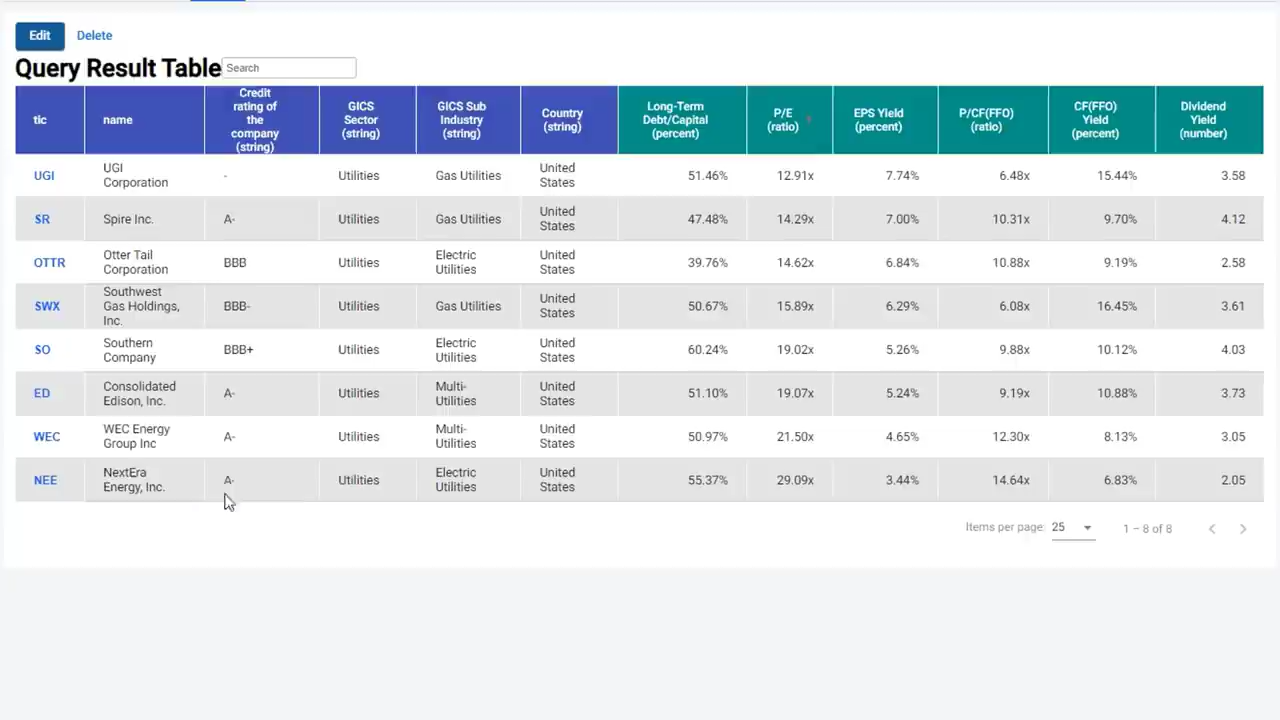 Edit Delete
Query Result Table Search
tic name Credit rating of the company (string) GICS Sector (string) GICS Sub Industry (string) Country (string) Long-Term Debt/Capital (percent) P/E (ratio) EPS Yield (percent) P/CF(FFO) (ratio) CF(FFO) Yield (percent) Dividend Yield (number)
UGI UGI Corporation - Utilities Gas Utilities United States 51.46% 12.91x 7.74% 6.48x 15.44% 3.58
SR Spire Inc. A- Utilities Gas Utilities United States 47.48% 14.29x 7.00% 10.31x 9.70% 4.12
OTTR Otter Tail Corporation BBB Utilities Electric Utilities United States 39.76% 14.62x 6.84% 10.88x 9.19% 2.58
SWX Southwest Gas Holdings, Inc. BBB- Utilities Gas Utilities United States 50.67% 15.89x 6.29% 6.08x 16.45% 3.61
SO Southern Company BBB+ Utilities Electric Utilities United States 60.24% 19.02x 5.26% 9.88x 10.12% 4.03
ED Consolidated Edison, Inc. A- Utilities Multi-Utilities United States 51.10% 19.07x 5.24% 9.19x 10.88% 3.73
WEC WEC Energy Group Inc A- Utilities Multi-Utilities United States 50.97% 21.50x 4.65% 12.30x 8.13% 3.05
NEE NextEra Energy, Inc. A- Utilities Electric Utilities United States 55.37% 29.09x 3.44% 14.64x 6.83% 2.05
Items per page: 25 1 – 8 of 8